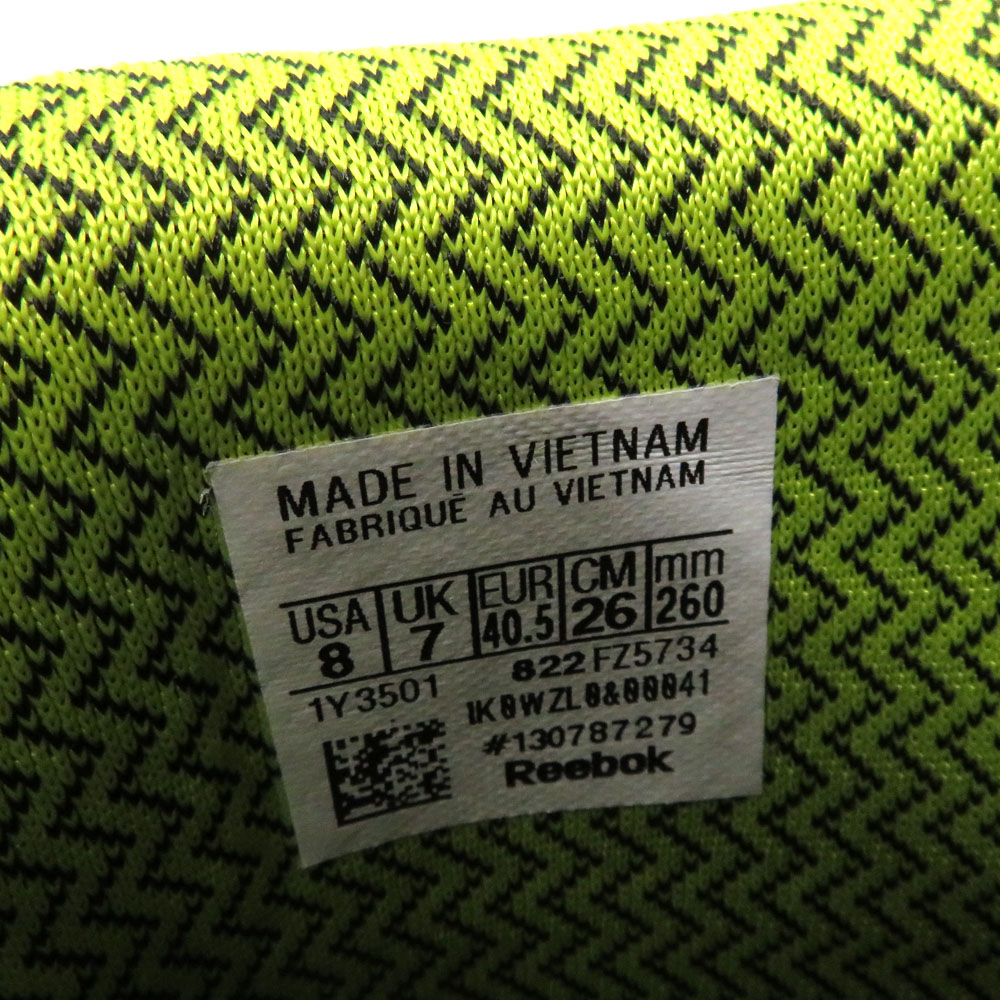 MADE IN VIETNAM
FABRIQUÉ AU VIETNAM
USA UK EUR CM mm
8 7 40.5 26 260
1Y3501 822 FZ5734
1K0WZL0&00041
#130787279
Reebok